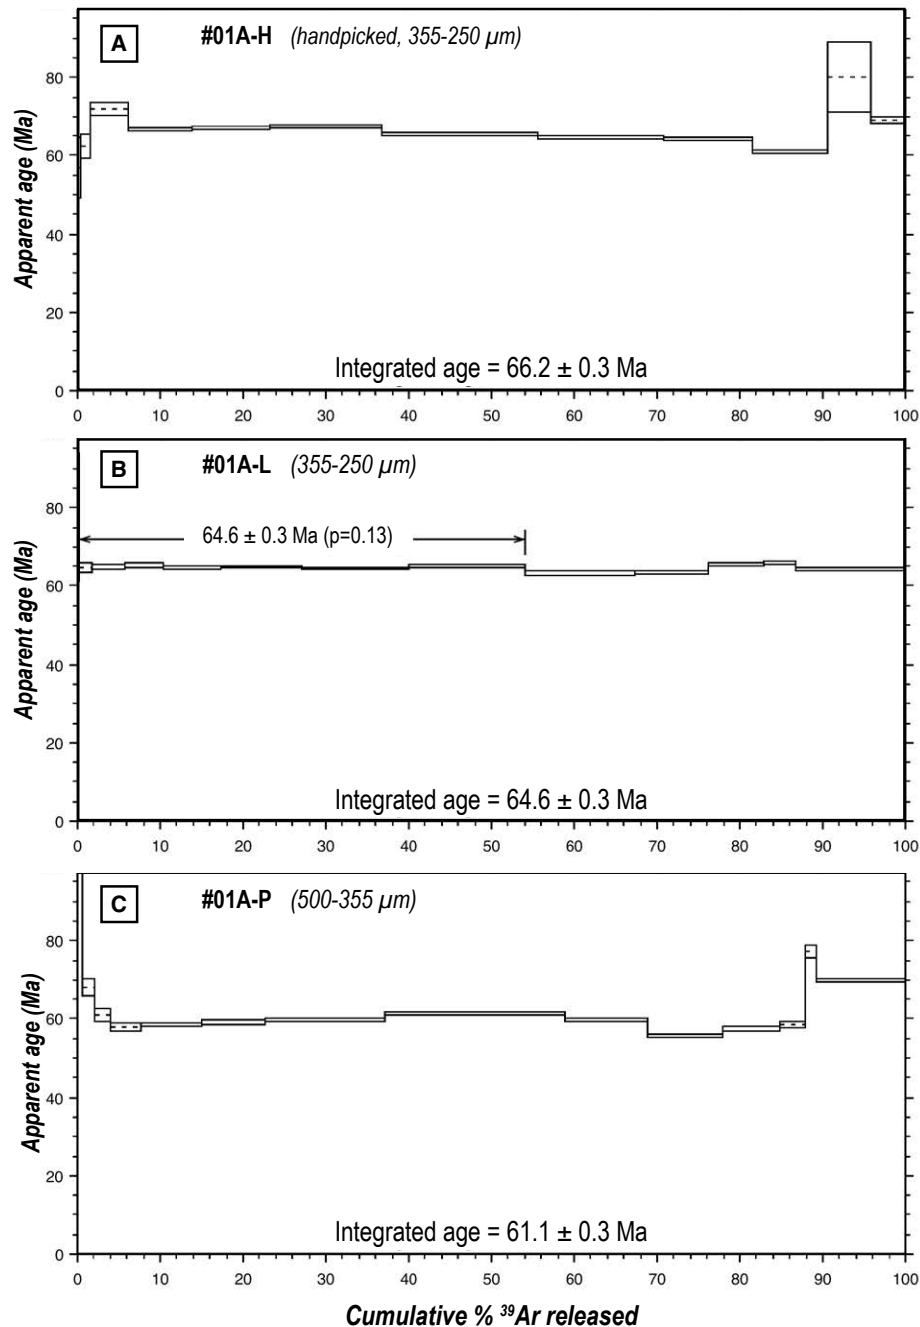 A #01A-H (handpicked, 355-250 µm)
80
60
40
20
0
Apparent age (Ma)
Integrated age = 66.2 ± 0.3 Ma
0 10 20 30 40 50 60 70 80 90 100
B #01A-L (355-250 µm)
64.6 ± 0.3 Ma (p=0.13)
80
60
40
20
0
Apparent age (Ma)
Integrated age = 64.6 ± 0.3 Ma
0 10 20 30 40 50 60 70 80 90 100
C #01A-P (500-355 µm)
80
60
40
20
0
Apparent age (Ma)
Integrated age = 61.1 ± 0.3 Ma
0 10 20 30 40 50 60 70 80 90 100
Cumulative % ³⁹Ar released